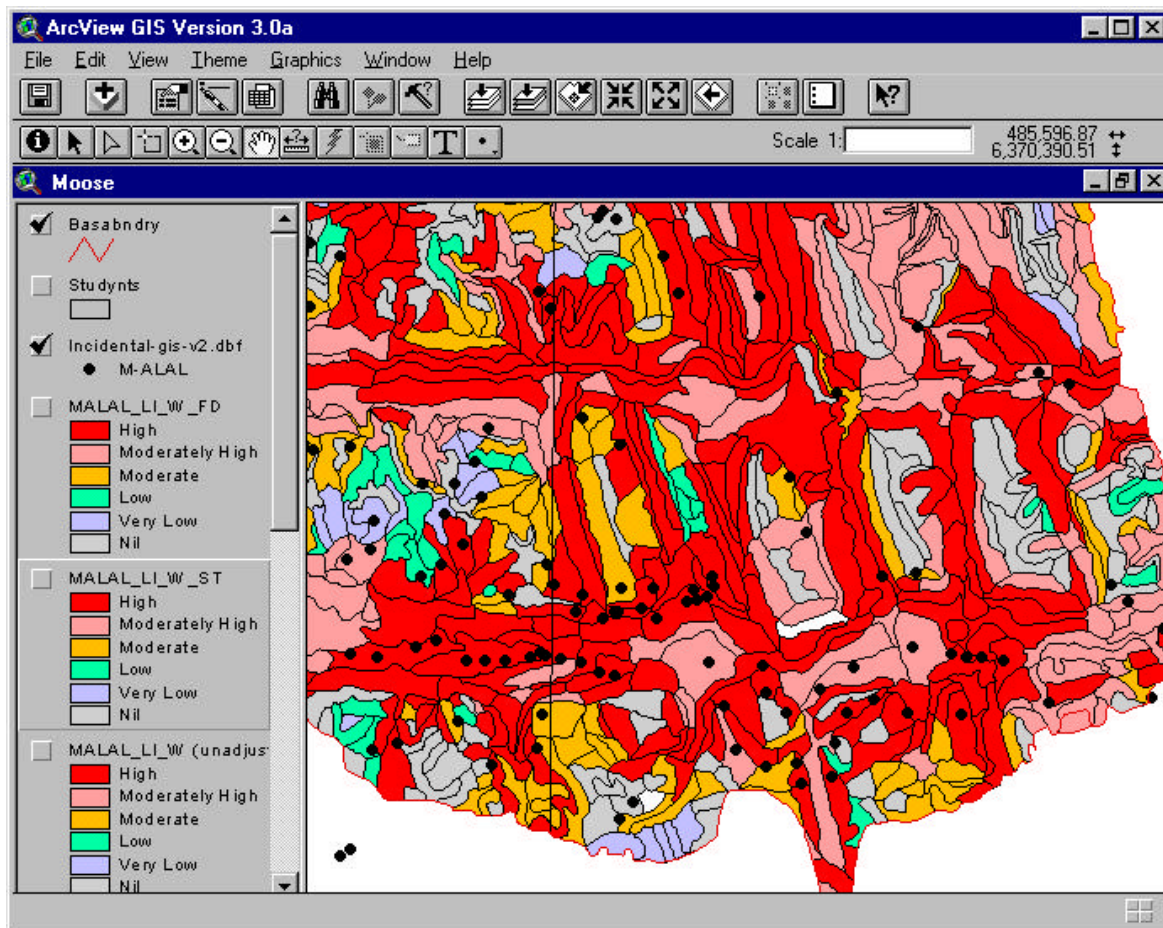 ArcView GIS Version 3.0a
File Edit View Theme Graphics Window Help
Scale 1:
485,596.87
6,370,390.51
Moose
Basabndry
Studynts
Incidental-gis-v2.dbf
M-ALAL
MALAL_LI_W_FD
High
Moderately High
Moderate
Low
Very Low
Nil
MALAL_LI_W_ST
High
Moderately High
Moderate
Low
Very Low
Nil
MALAL_LI_W (unadjus
High
Moderately High
Moderate
Low
Very Low
Nil